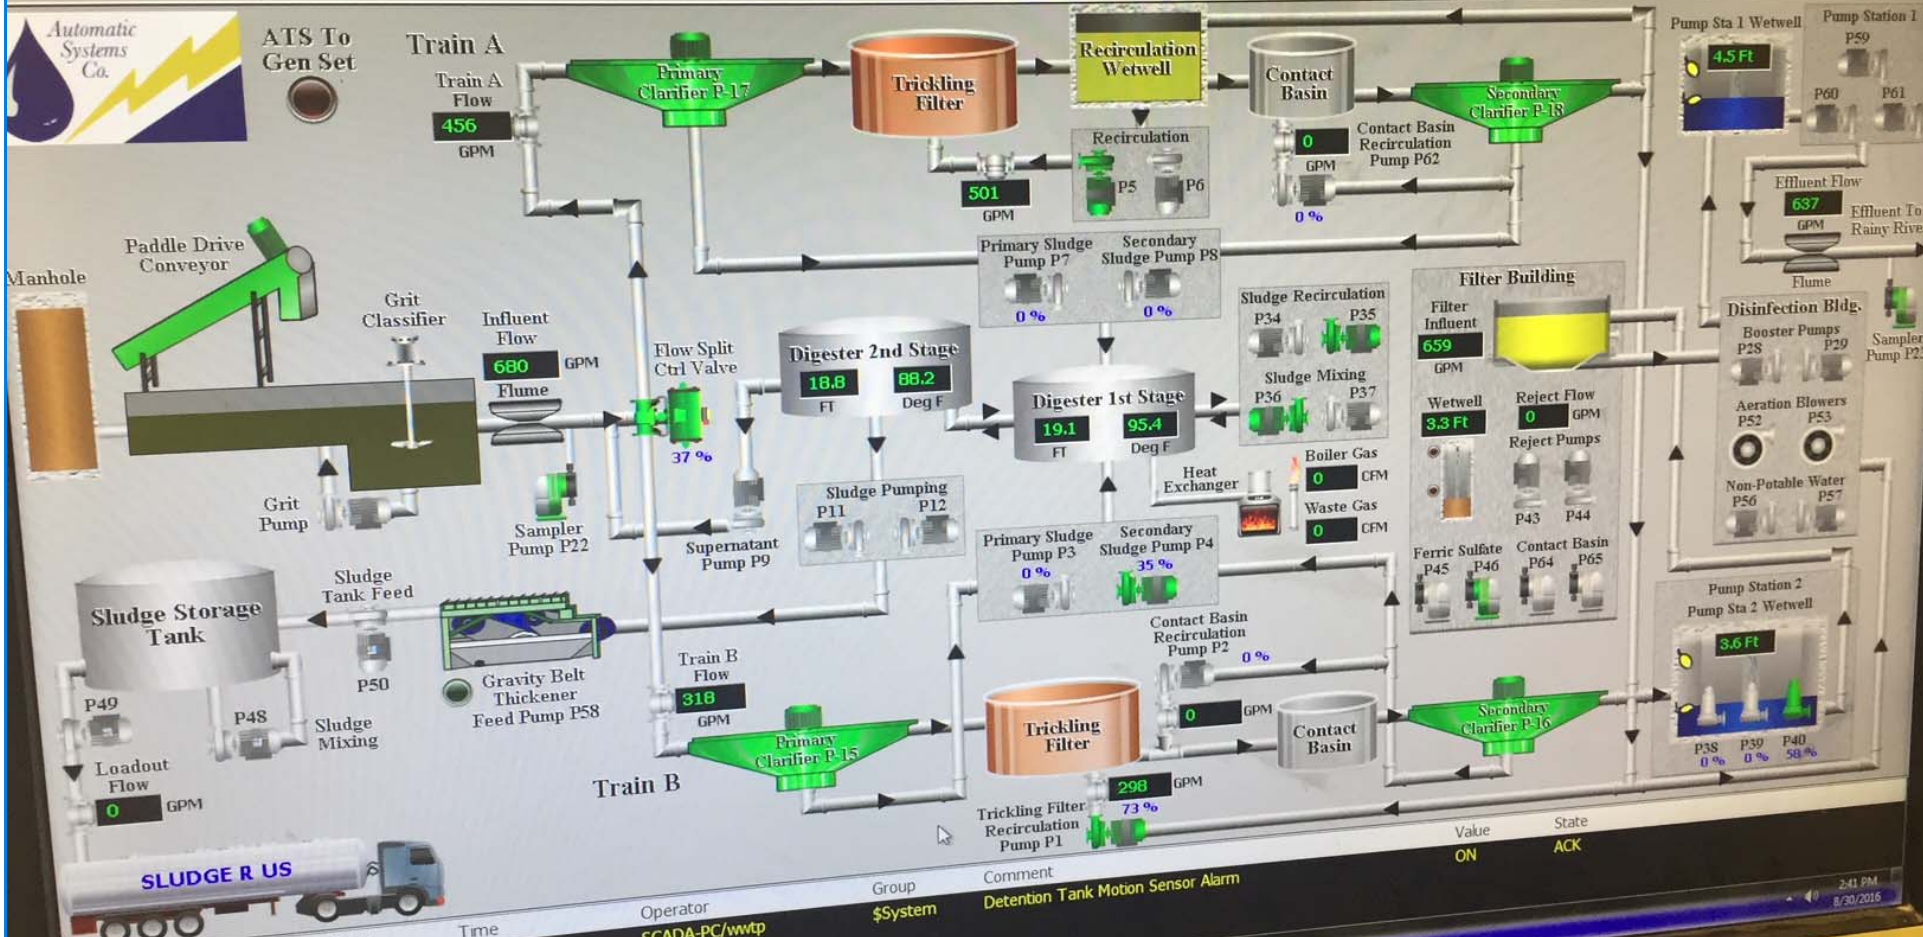 Automatic
Systems
Co.
ATS To
Gen Set
Train A
Train A
Flow
456
GPM
Primary
Clarifier P-17
Trickling
Filter
Recirculation
Wetwell
Contact
Basin
Secondary
Clarifier P-18
Pump Sta 1 Wetwell
4.5 Ft
Pump Station 1
P59
P60
P61
Recirculation
P5
P6
501
GPM
0
GPM
Contact Basin
Recirculation
Pump P62
0 %
Effluent Flow
637
GPM
Effluent To
Rainy Rive
Flume
Manhole
Paddle Drive
Conveyor
Grit
Classifier
Influent
Flow
680
GPM
Flume
Flow Split
Ctrl Valve
37 %
Primary Sludge
Pump P7
0 %
Secondary
Sludge Pump P8
0 %
Digester 2nd Stage
18.8
FT
88.2
Deg F
Digester 1st Stage
19.1
FT
95.4
Deg F
Sludge Recirculation
P34
P35
Sludge Mixing
P36
P37
Heat
Exchanger
Boiler Gas
0
CFM
Waste Gas
0
CFM
Filter Building
Filter
Influent
659
GPM
Wetwell
3.3 Ft
Reject Flow
0
GPM
Reject Pumps
P43
P44
Ferric Sulfate
P45
P46
Contact Basin
P64
P65
Disinfection Bldg.
Booster Pumps
P28
P29
Aeration Blowers
P52
P53
Non-Potable Water
P56
P57
Sampler
Grit
Pump
Sampler
Pump P22
Supernatant
Pump P9
Sludge Pumping
P11
P12
Primary Sludge
Pump P3
0 %
Secondary
Sludge Pump P4
35 %
Sludge Storage
Tank
Sludge
Tank Feed
P50
P49
P48
Sludge
Mixing
Gravity Belt
Thickener
Feed Pump P58
Train B
Flow
318
GPM
Primary
Clarifier P-15
Train B
Trickling
Filter
Contact Basin
Recirculation
Pump P2
0 %
0
GPM
Contact
Basin
Secondary
Clarifier P-16
Pump Station 2
Pump Sta 2 Wetwell
3.6 Ft
P38
0 %
P39
0 %
P40
58 %
298
GPM
73 %
Trickling Filter
Recirculation
Pump P1
Loadout
Flow
0
GPM
SLUDGE R US
Time
Operator
Group
Comment
Value
State
SCADA-PC/wwtp
$System
Detention Tank Motion Sensor Alarm
ON
ACK
2:41 PM
8/30/2016